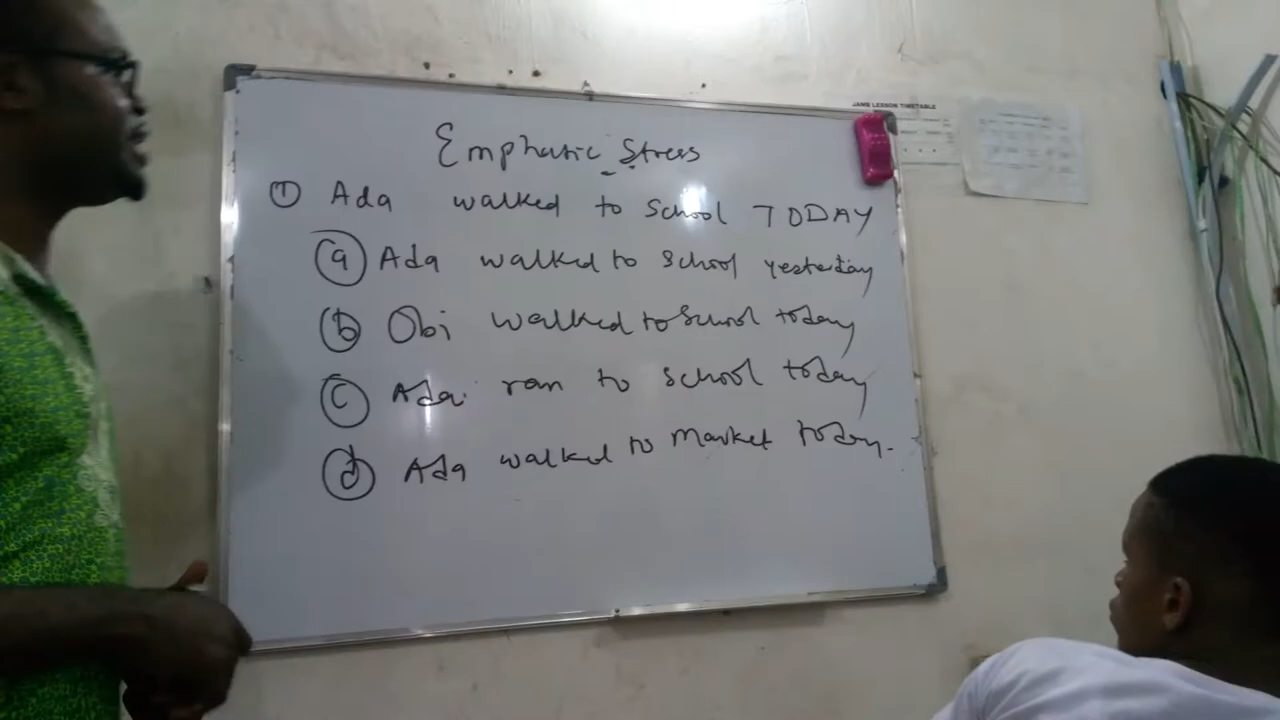 Emphatic Stress
① Ada walked to School TODAY
ⓐ Ada walked to School yesterday
ⓑ Obi walked to School today
ⓒ Ada ran to School today
ⓓ Ada walked to Market today.
JAMB LESSON TIMETABLE